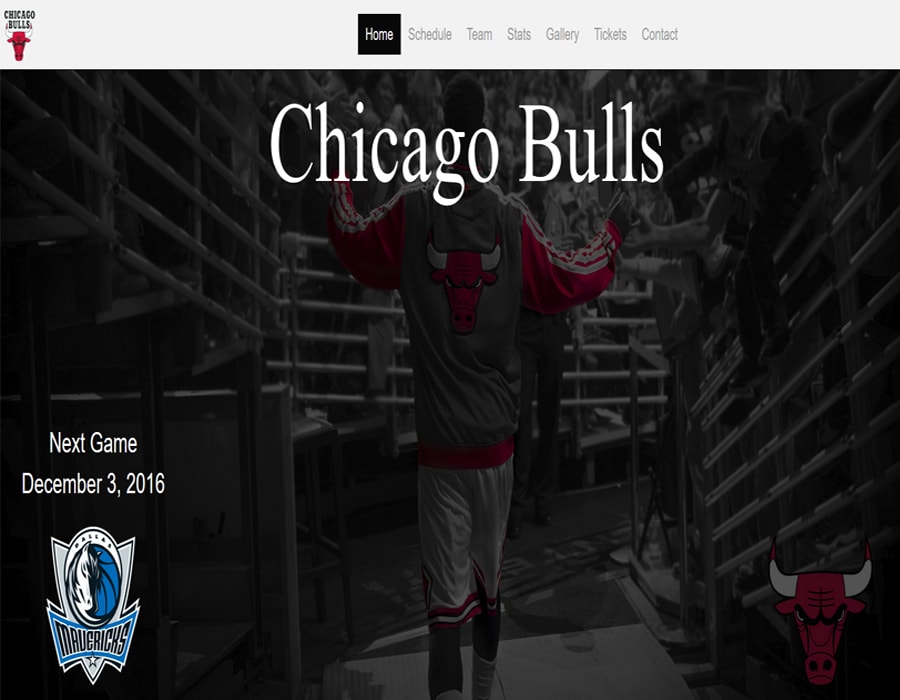 CHICAGO
BULLS
Home Schedule Team Stats Gallery Tickets Contact
Chicago Bulls
Next Game
December 3, 2016
DALLAS
MAVERICKS